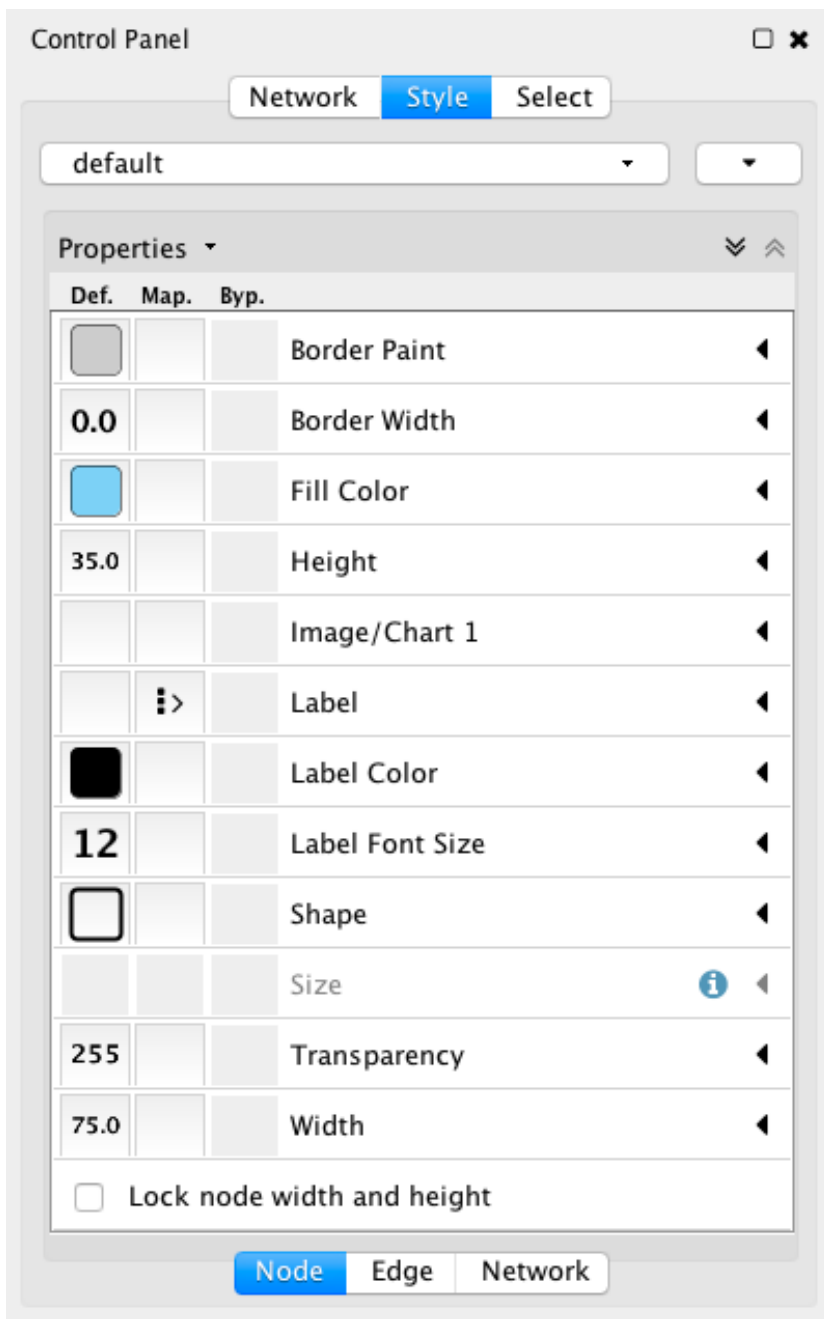 Control Panel
Network Style Select
default
Properties
Def. Map. Byp.
Border Paint
0.0 Border Width
Fill Color
35.0 Height
Image/Chart 1
Label
Label Color
12 Label Font Size
Shape
Size
255 Transparency
75.0 Width
Lock node width and height
Node Edge Network